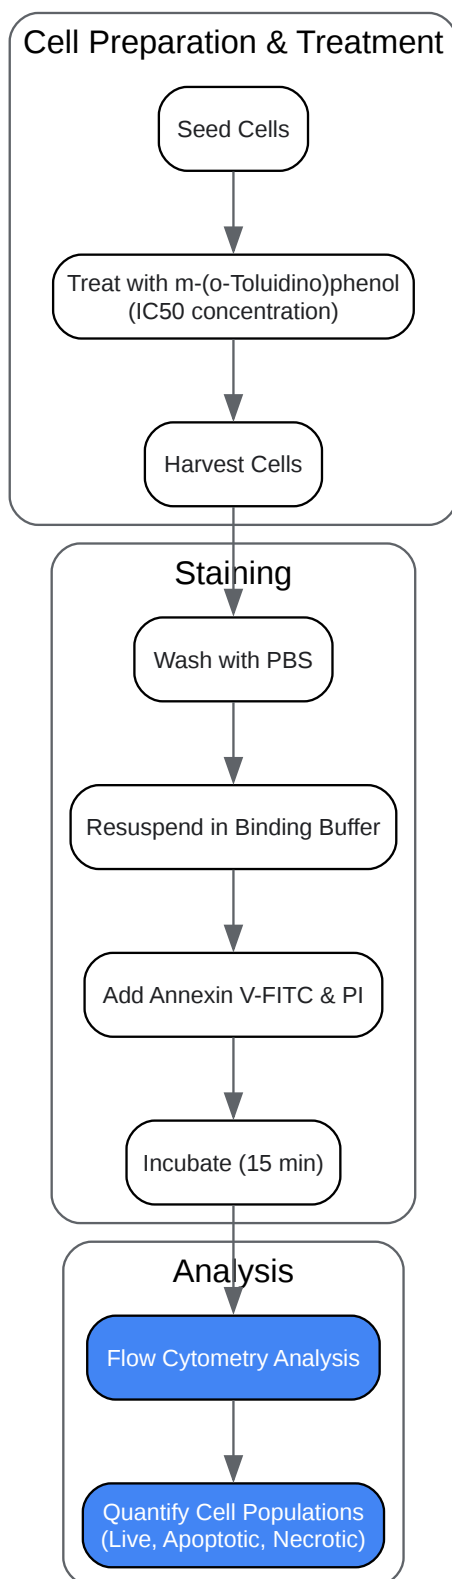 Cell Preparation & Treatment
Seed Cells
Treat with m-(o-Toluidino)phenol
(IC50 concentration)
Harvest Cells
Staining
Wash with PBS
Resuspend in Binding Buffer
Add Annexin V-FITC & PI
Incubate (15 min)
Analysis
Flow Cytometry Analysis
Quantify Cell Populations
(Live, Apoptotic, Necrotic)